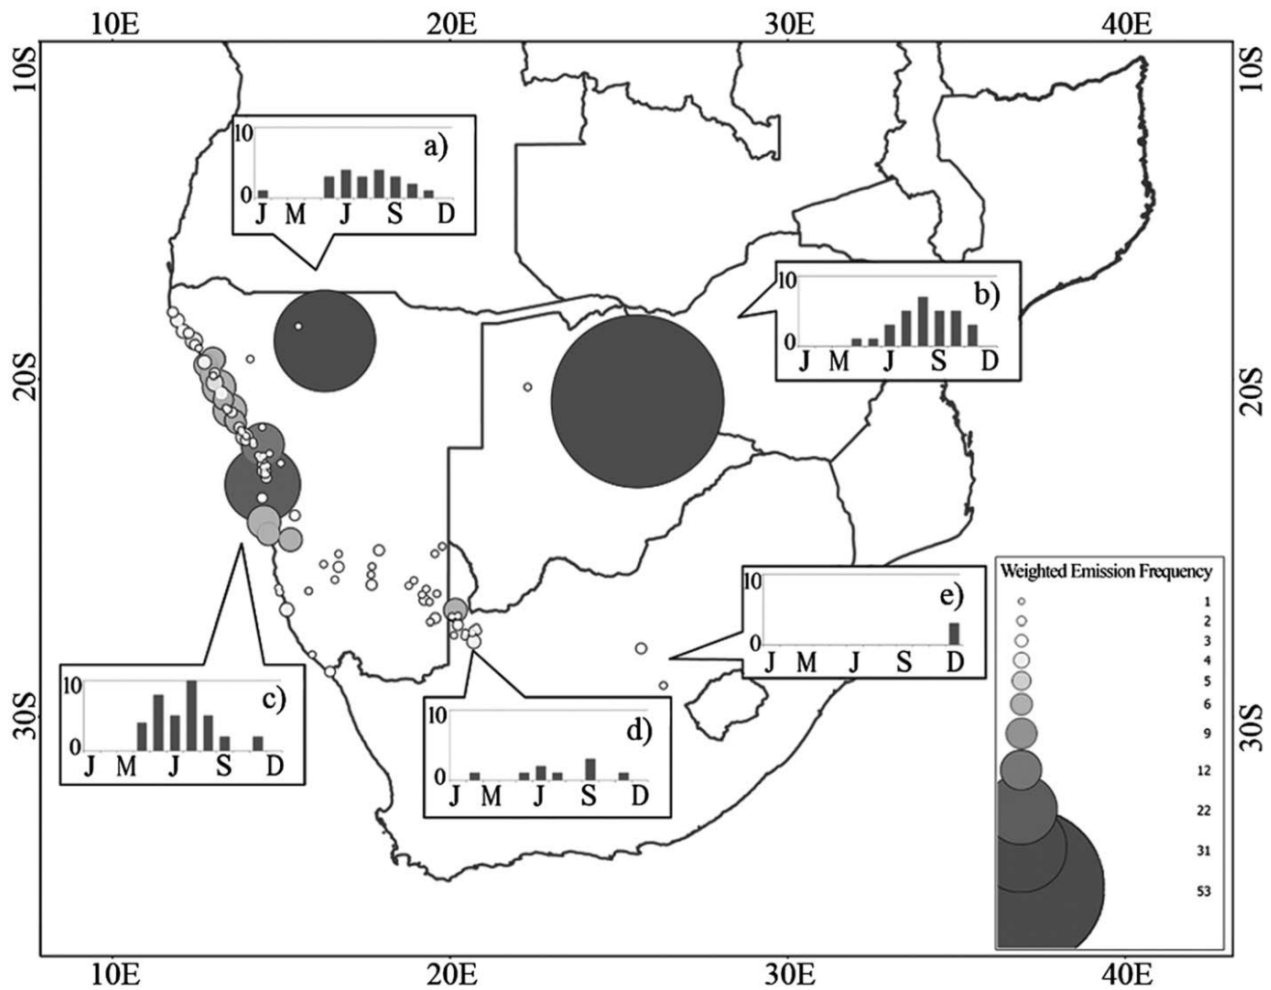 10E 20E 30E 40E
10S 10S
10 a)
0
J M J S D
10 b)
0
J M J S D
20S 20S
Weighted Emission Frequency
1
2
3
4
5
6
9
12
22
31
53
10 e)
0
J M J S D
10 c)
0
J M J S D
10 d)
0
J M J S D
30S 30S
10E 20E 30E 40E